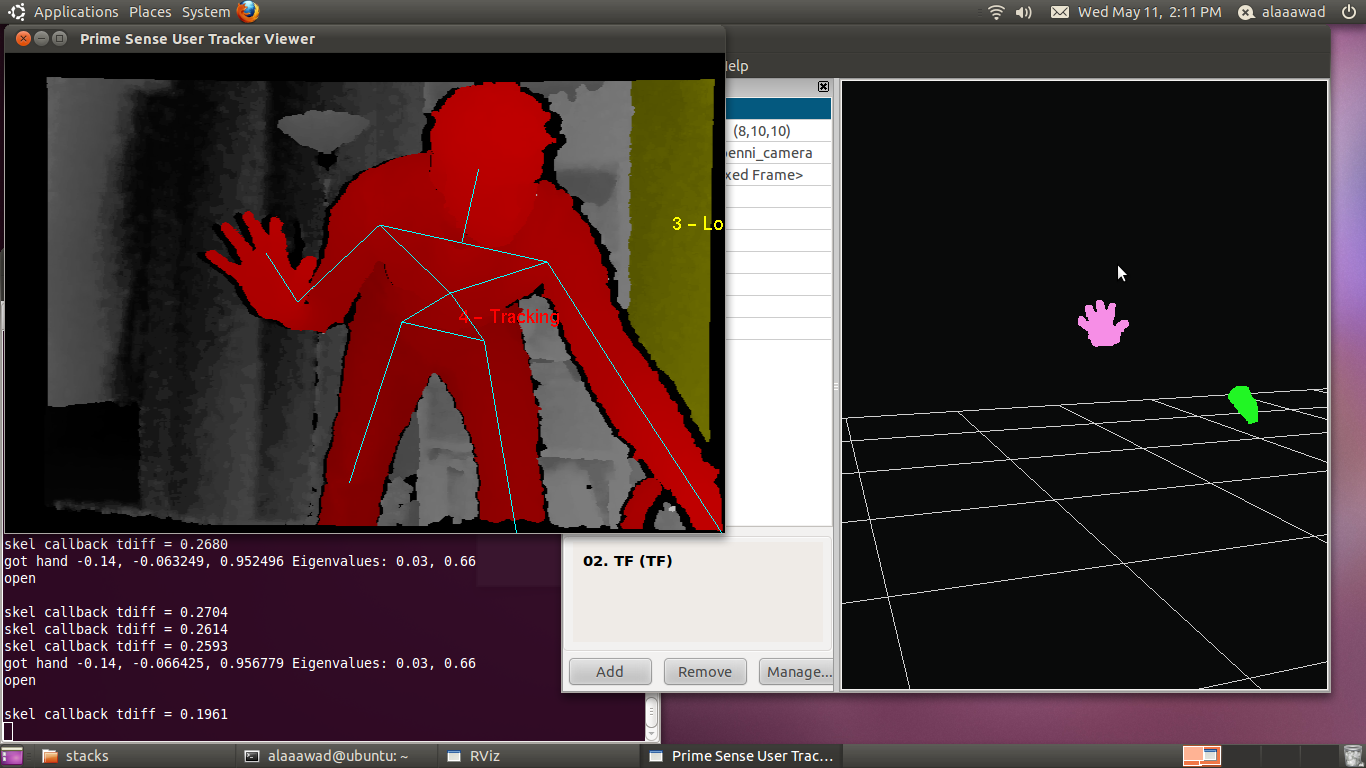 Applications Places System
Wed May 11, 2:11 PM
alaaawad
Prime Sense User Tracker Viewer
3 - Lo
4 - Tracking
(8,10,10)
enni_camera
xed Frame>
skel callback tdiff = 0.2680
got hand -0.14, -0.063249, 0.952496 Eigenvalues: 0.03, 0.66
open
skel callback tdiff = 0.2704
skel callback tdiff = 0.2614
skel callback tdiff = 0.2593
got hand -0.14, -0.066425, 0.956779 Eigenvalues: 0.03, 0.66
open
skel callback tdiff = 0.1961
02. TF (TF)
Add Remove Manage...
stacks
alaaawad@ubuntu: ~
RViz
Prime Sense User Trac...